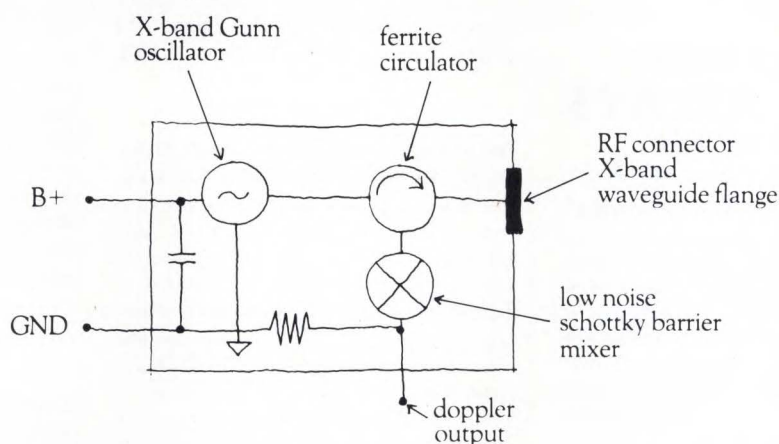 X-band Gunn
oscillator
ferrite
circulator
RF connector
X-band
waveguide flange
B+
GND
low noise
schottky barrier
mixer
doppler
output